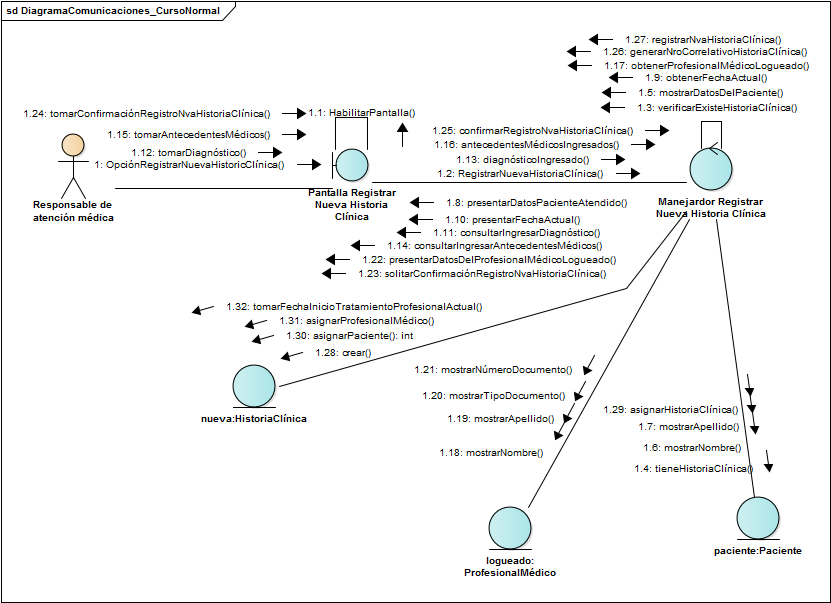 sd DiagramaComunicaciones_CursoNormal
1.27: registrarNvaHistoriaClínica()
1.26: generarNroCorrelativoHistoriaClínica()
1.17: obtenerProfesionalMédicoLogueado()
1.9: obtenerFechaActual()
1.5: mostrarDatosDelPaciente()
1.3: verificarExisteHistoriaClínica()
1.24: tomarConfirmaciónRegistroNvaHistoriaClínica()
1.1: HabilitarPantalla()
1.15: tomarAntecedentesMédicos()
1.12: tomarDiagnóstico()
1: OpciónRegistrarNuevaHistoricClínica()
1.25: confirmarRegistroNvaHistoriaClínica()
1.16: antecedentesMédicosIngresados()
1.13: diagnósticoIngresado()
1.2: RegistrarNuevaHistoriaClínica()
Responsable de
atención médica
Pantalla Registrar
Nueva Historia
Clínica
Manejardor Registrar
Nueva Historia Clínica
1.8: presentarDatosPacienteAtendido()
1.10: presentarFechaActual()
1.11: consultarIngresarDiagnóstico()
1.14: consultarIngresarAntecedentesMédicos()
1.22: presentarDatosDelProfesionalMédicoLogueado()
1.23: solitarConfirmaciónRegistroNvaHistoriaClínica()
1.32: tomarFechaInicioTratamientoProfesionalActual()
1.31: asignarProfesionalMédico()
1.30: asignarPaciente(): int
1.28: crear()
nueva:HistoriaClínica
1.21: mostrarNúmeroDocumento()
1.20: mostrarTipoDocumento()
1.19: mostrarApellido()
1.18: mostrarNombre()
1.29: asignarHistoriaClínica()
1.7: mostrarApellido()
1.6: mostrarNombre()
1.4: tieneHistoriaClínica()
logueado:
ProfesionalMédico
paciente:Paciente